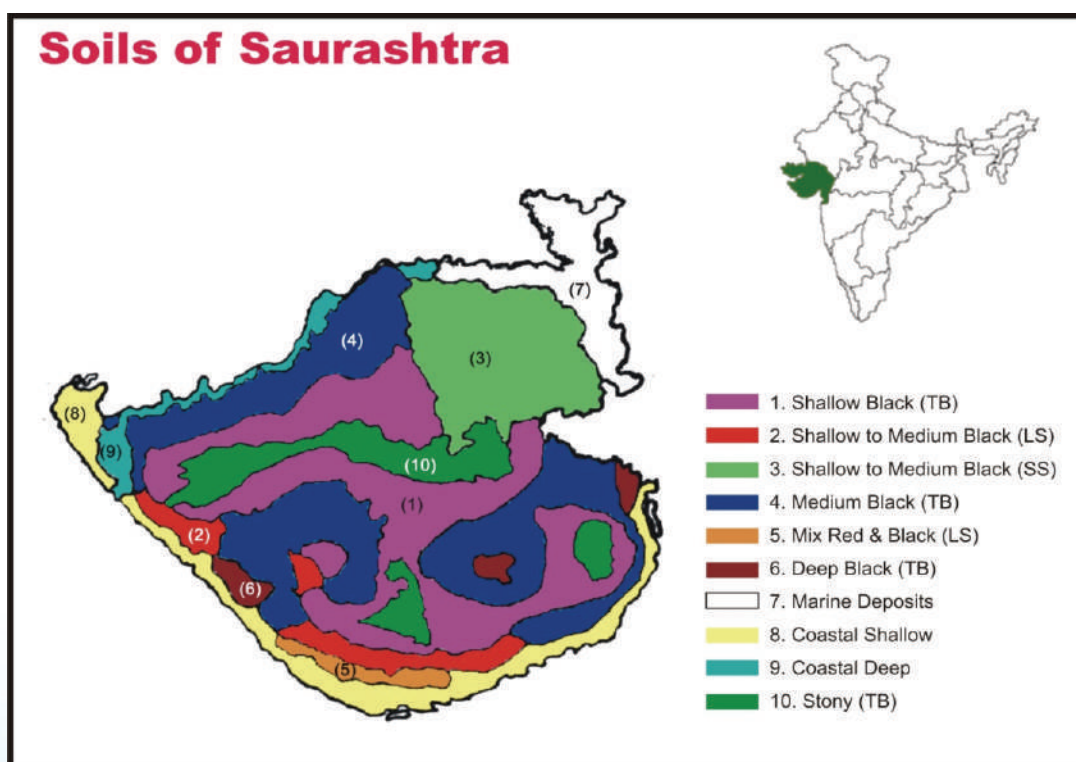 Soils of Saurashtra
(7)
(4)
(3)
(8)
(9)
(10)
(1)
(2)
(6)
(5)
1. Shallow Black (TB)
2. Shallow to Medium Black (LS)
3. Shallow to Medium Black (SS)
4. Medium Black (TB)
5. Mix Red & Black (LS)
6. Deep Black (TB)
7. Marine Deposits
8. Coastal Shallow
9. Coastal Deep
10. Stony (TB)